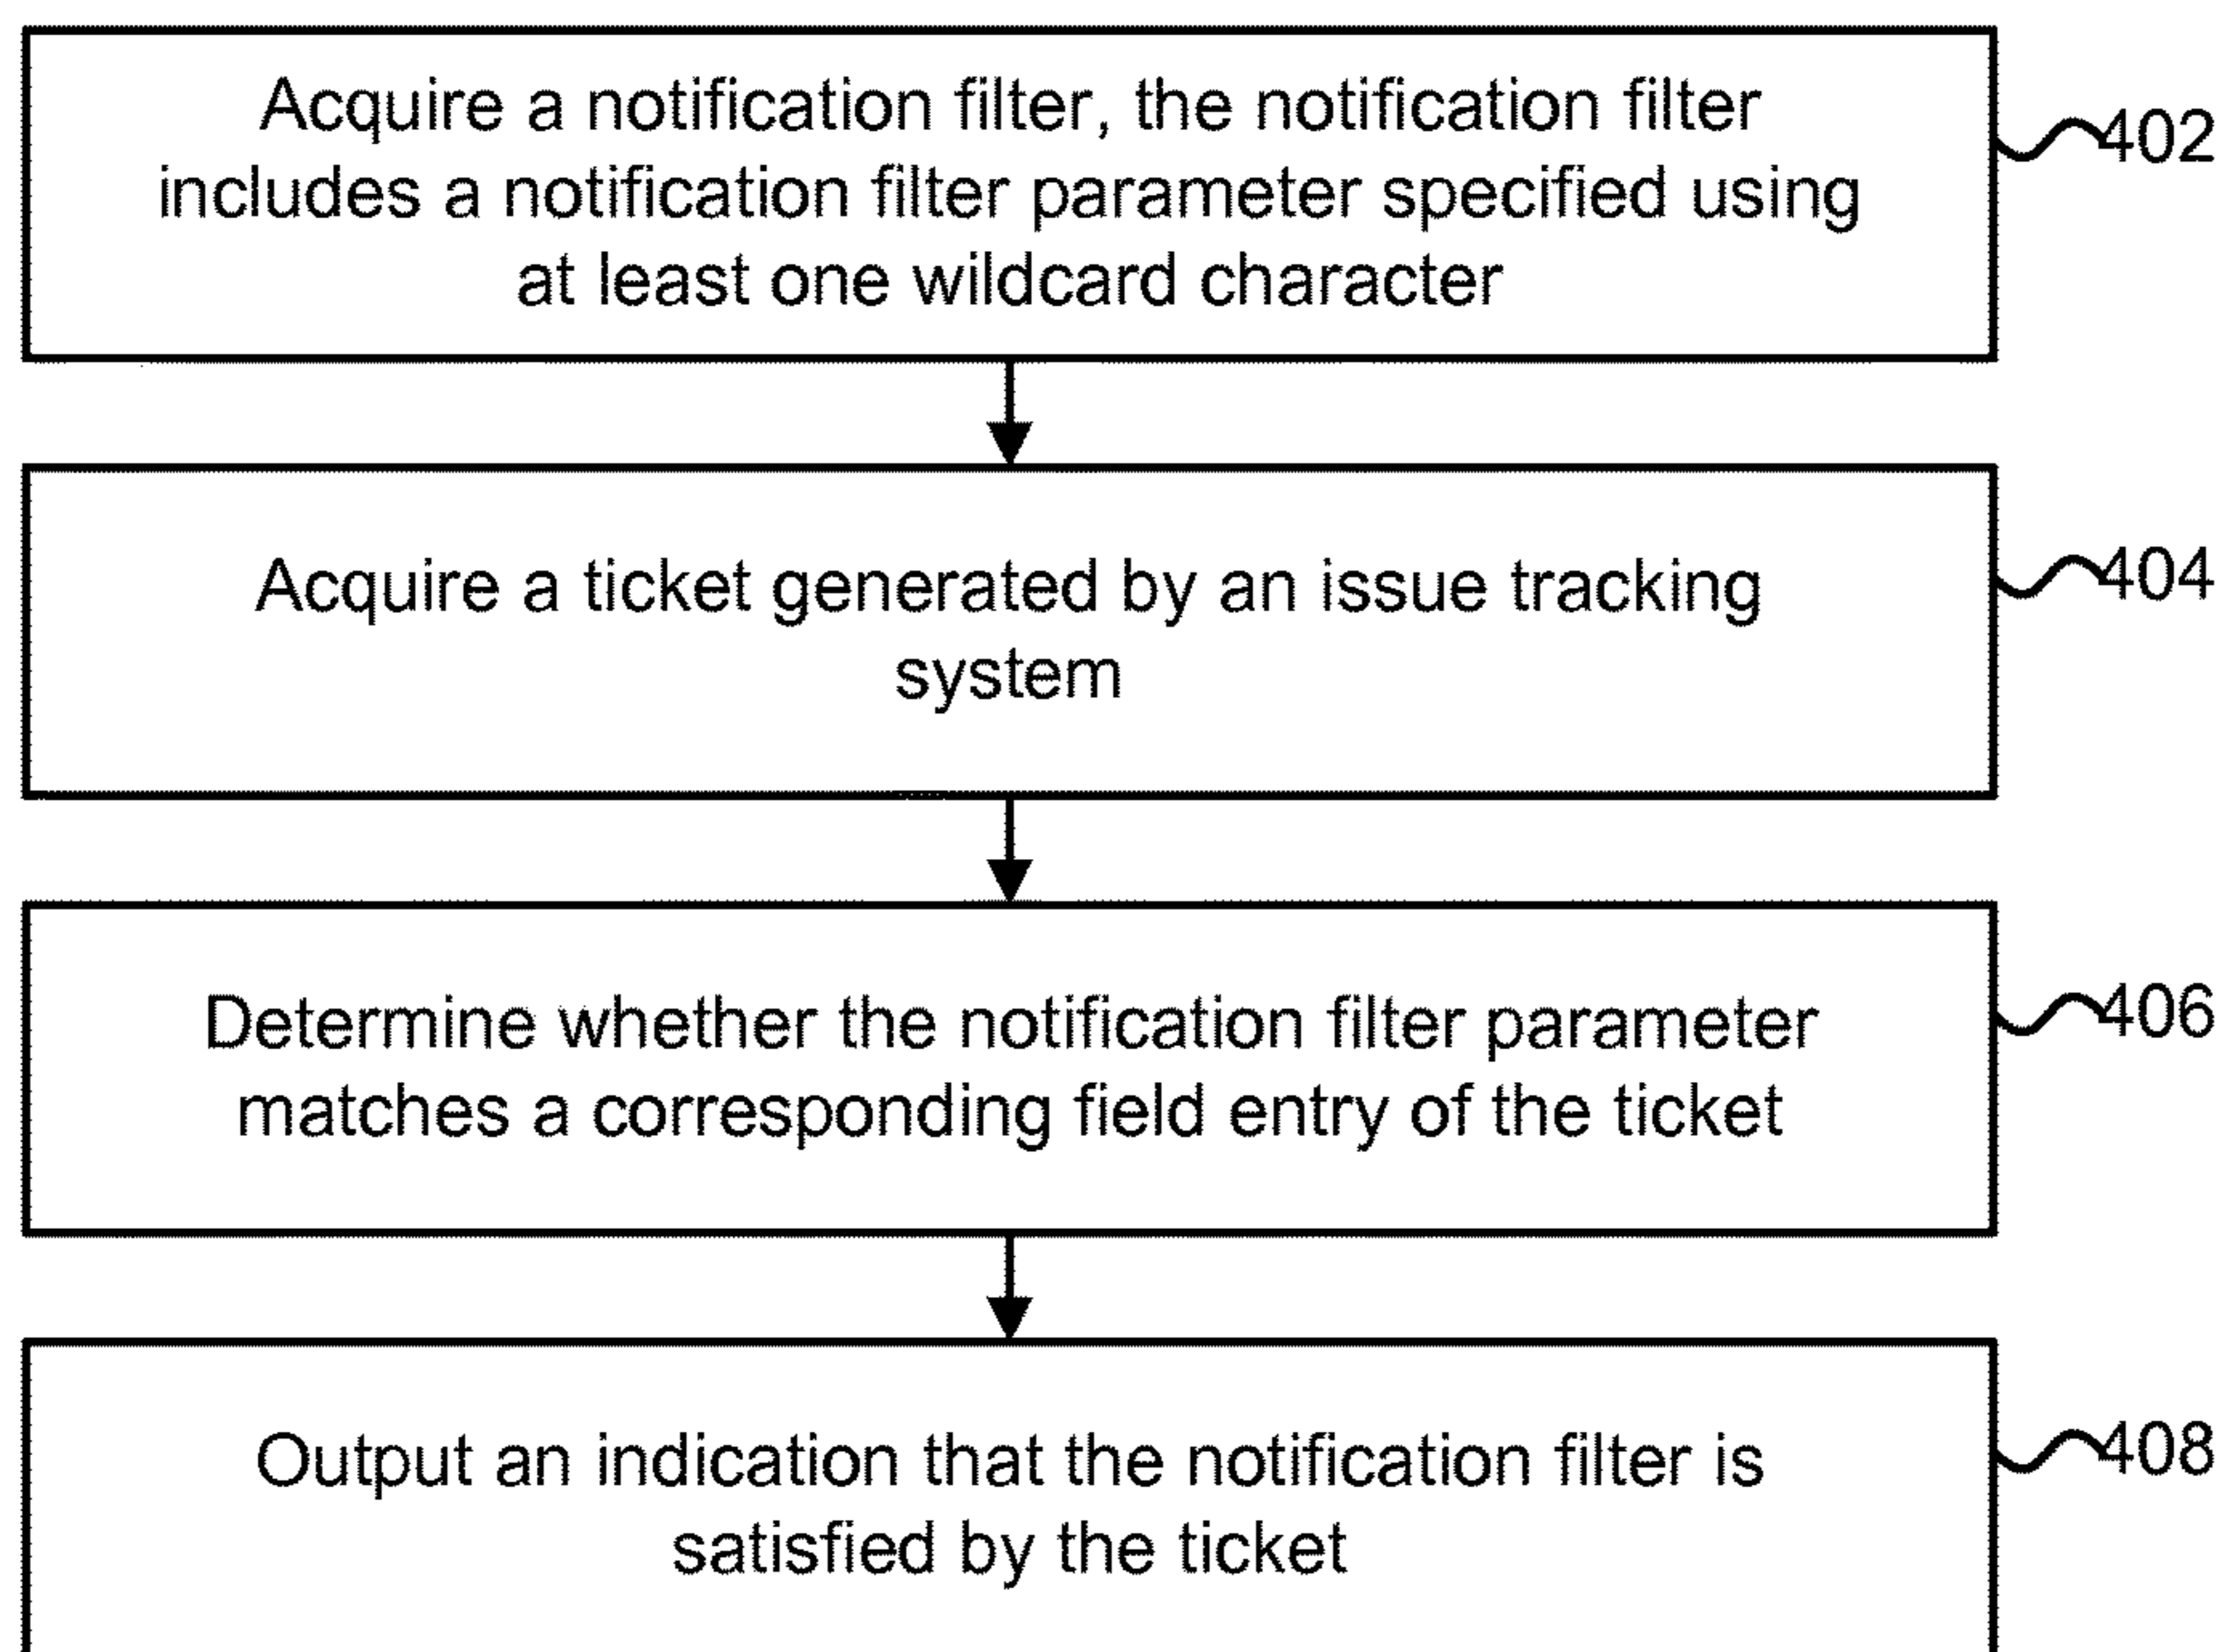 Acquire a notification filter, the notification filter
includes a notification filter parameter specified using
at least one wildcard character
402
Acquire a ticket generated by an issue tracking
system
404
Determine whether the notification filter parameter
matches a corresponding field entry of the ticket
406
Output an indication that the notification filter is
satisfied by the ticket
408